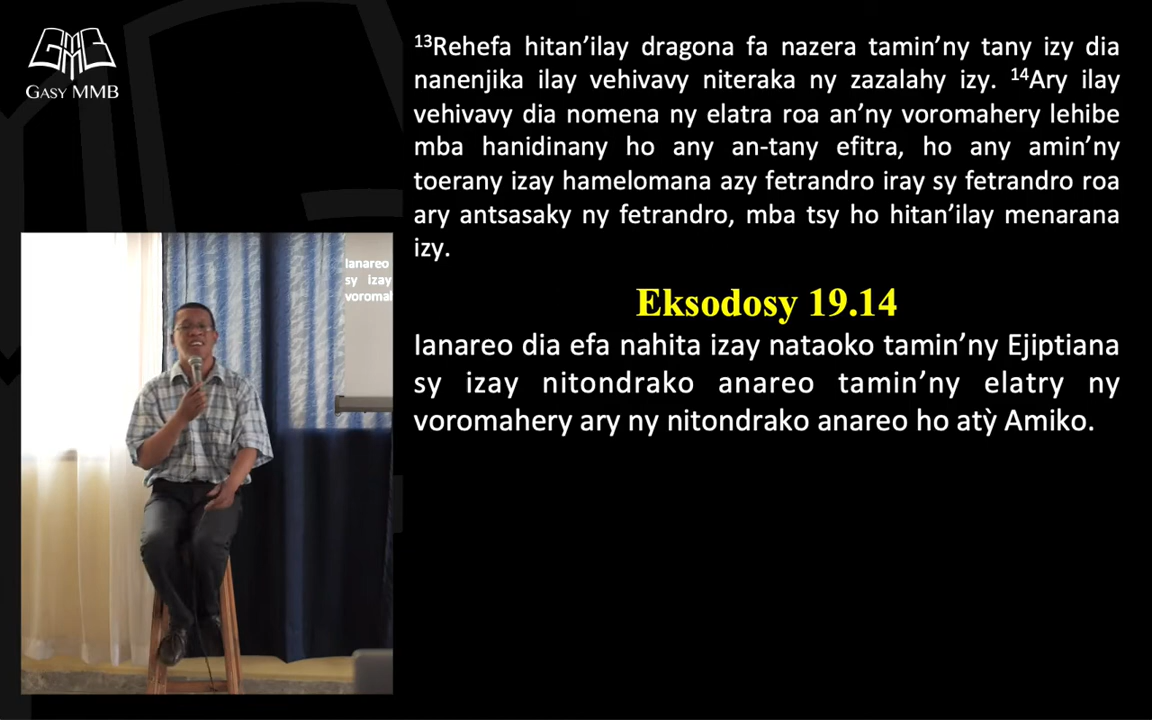 GMMG
GASY MMB
¹³Rehefa hitan’ilay dragona fa nazera tamin’ny tany izy dia
nanenjika ilay vehivavy niteraka ny zazalahy izy. ¹⁴Ary ilay
vehivavy dia nomena ny elatra roa an’ny voromahery lehibe
mba hanidinany ho any an-tany efitra, ho any amin’ny
toerany izay hamelomana azy fetrandro iray sy fetrandro roa
ary antsasaky ny fetrandro, mba tsy ho hitan’ilay menarana
izy.
Eksodosy 19.14
Ianareo dia efa nahita izay nataoko tamin’ny Ejiptiana
sy izay nitondrako anareo tamin’ny elatry ny
voromahery ary ny nitondrako anareo ho atỳ Amiko.
Ianareo
sy izay
voromal